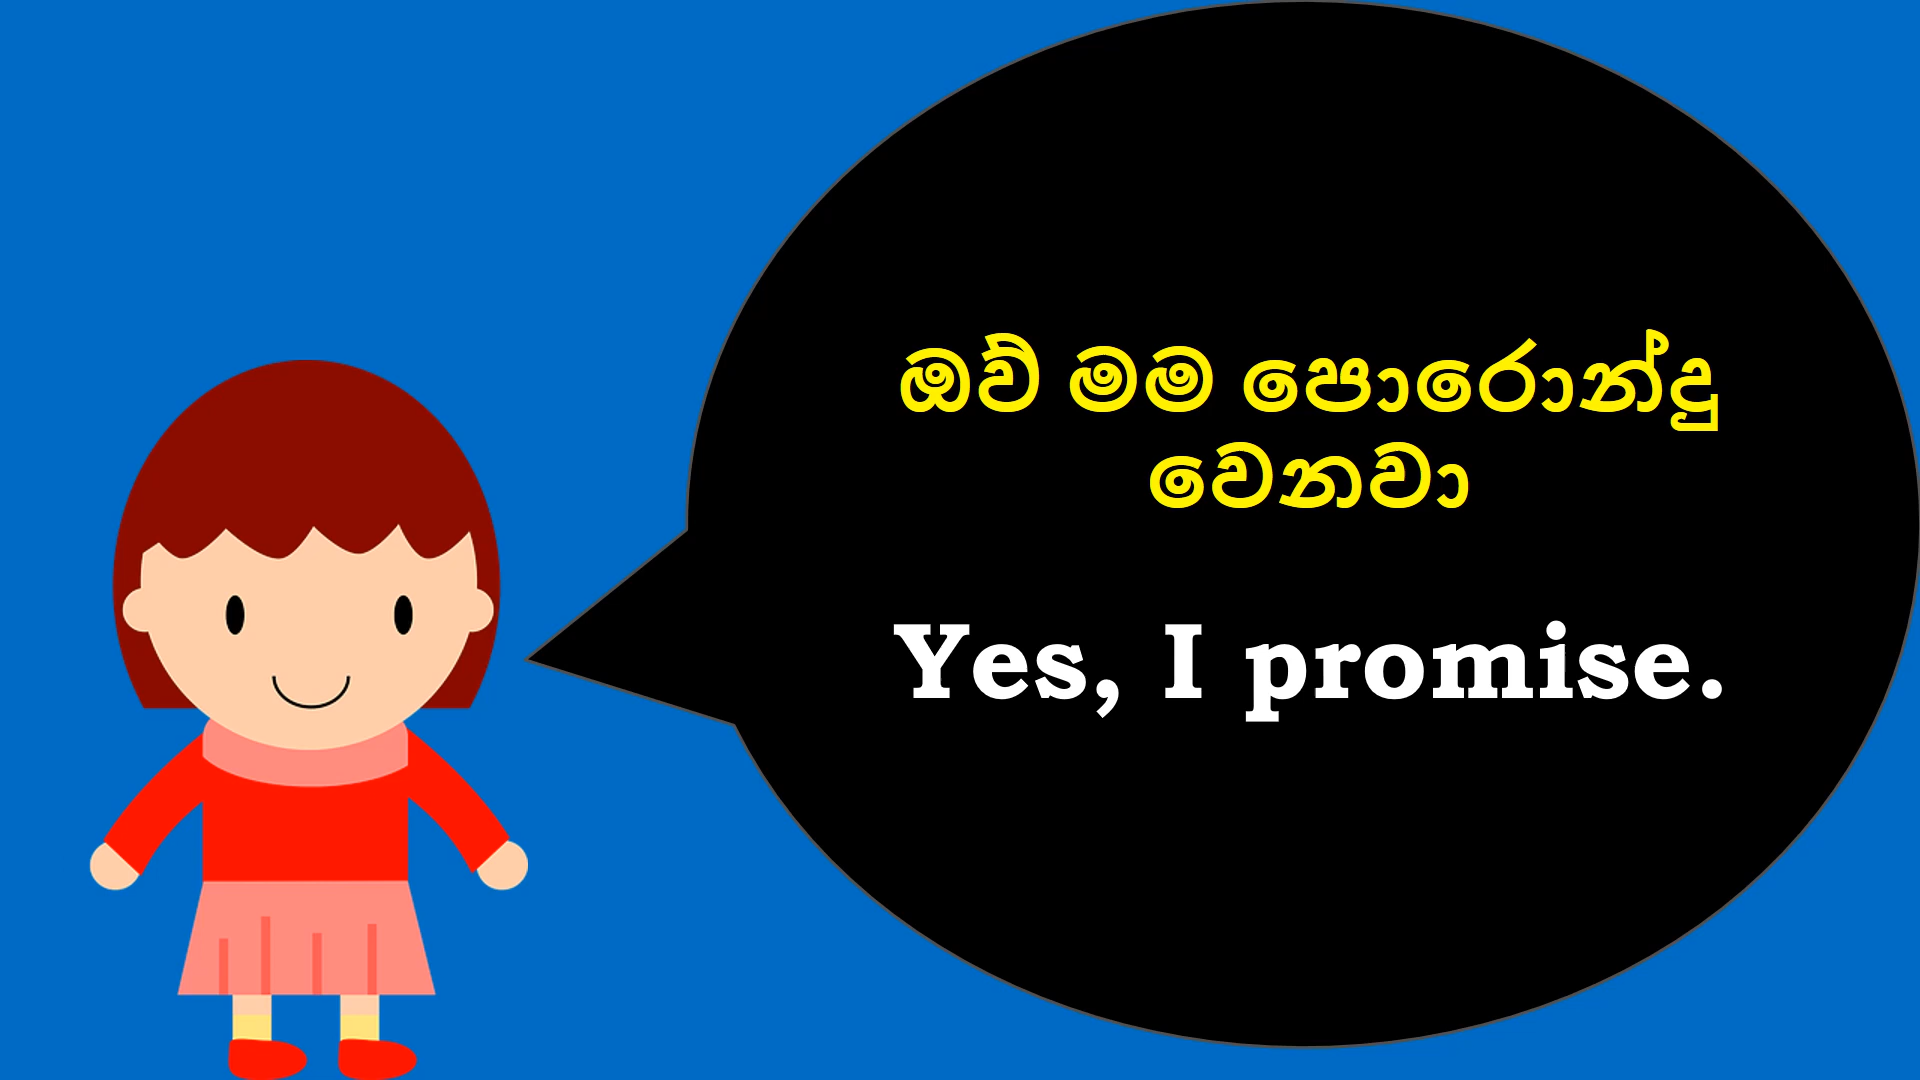 ඔව් මම පොරොන්දු
වෙනවා
Yes, I promise.